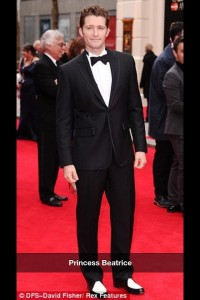 Princess Beatrice
© DFS-David Fisher/ Rex Features